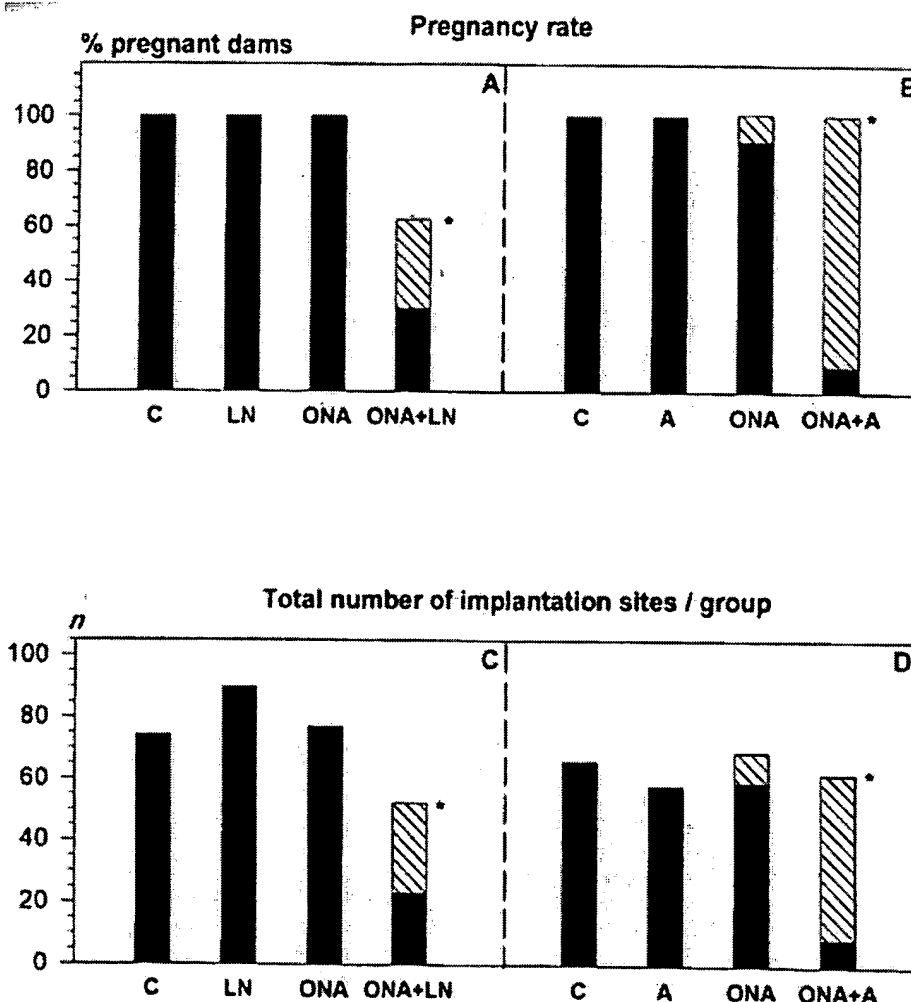 Pregnancy rate
% pregnant dams
A
B
100
80
60
40
20
0
*
*
C LN ONA ONA+LN C A ONA ONA+A
Total number of implantation sites / group
n
C
D
100
80
60
40
20
0
*
*
C LN ONA ONA+LN C A ONA ONA+A